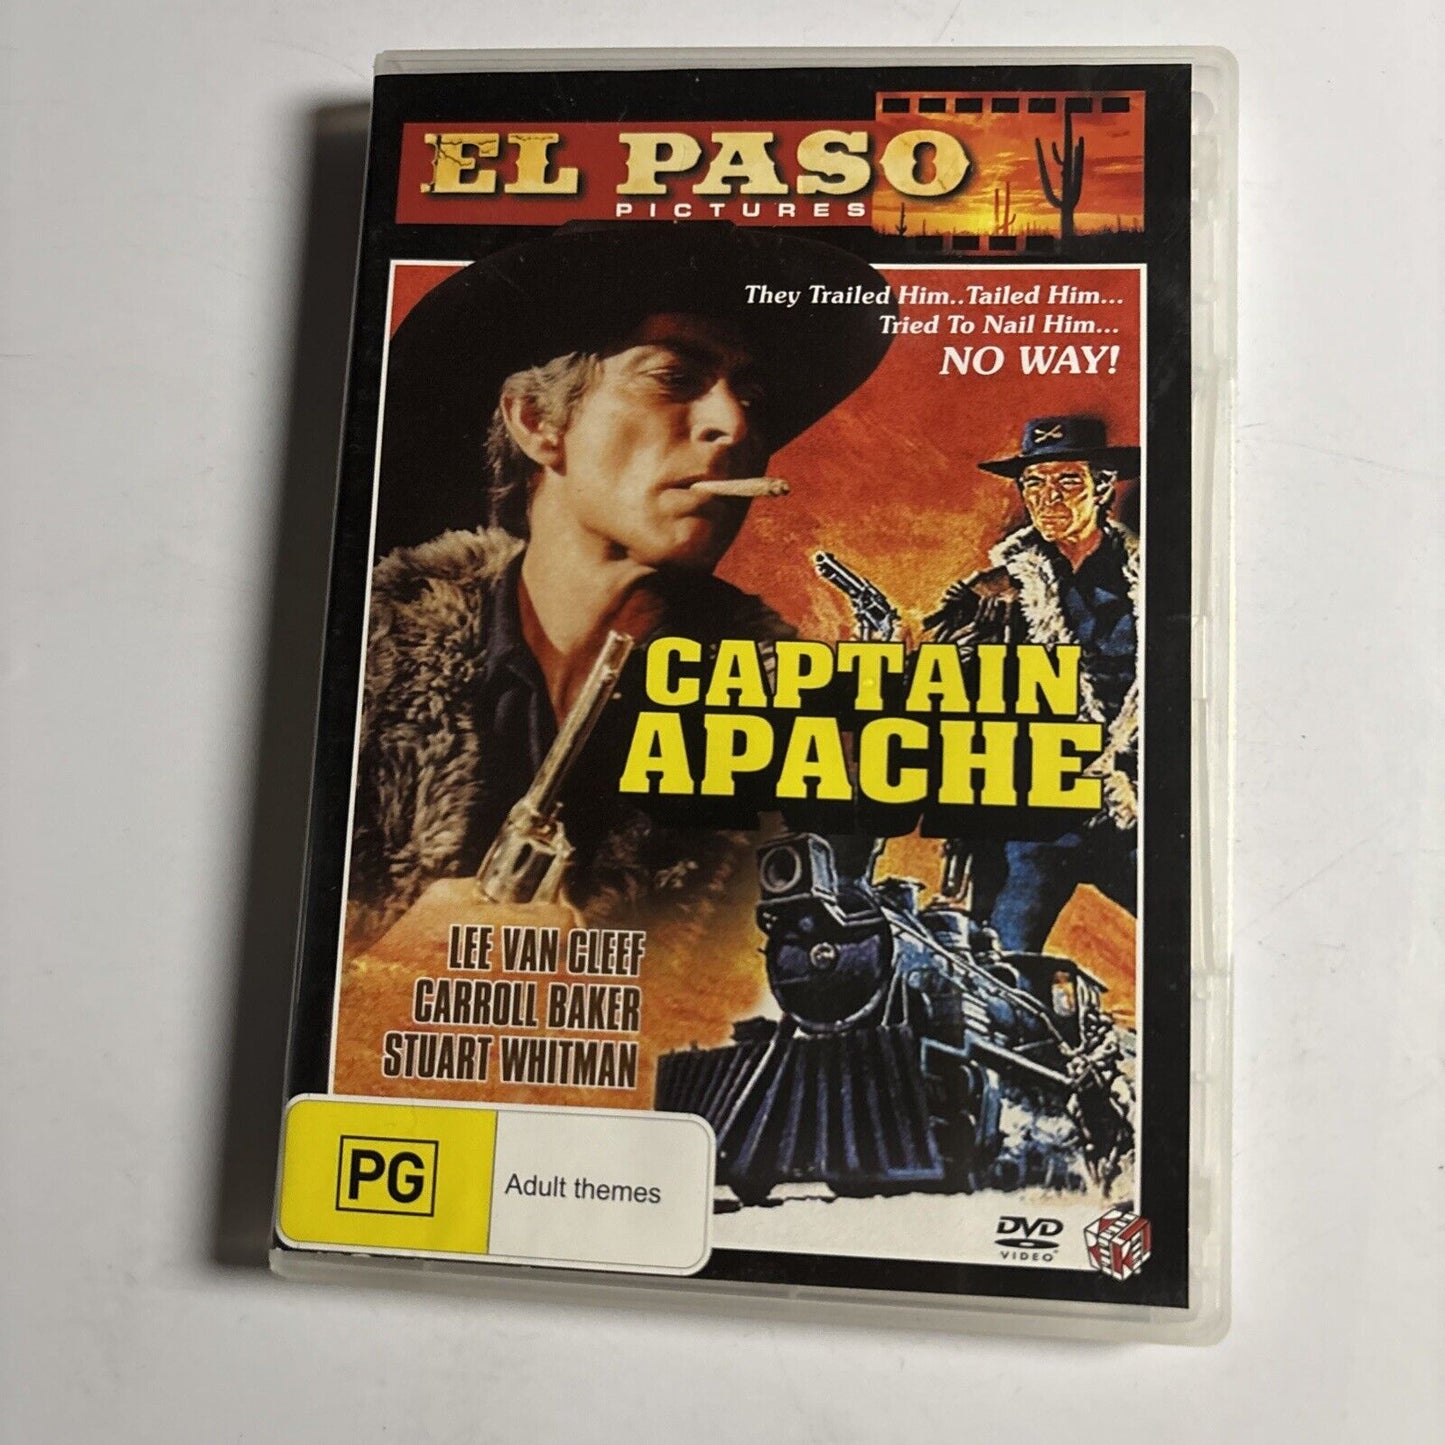 EL PASO
PICTURES
They Trailed Him..Tailed Him...
Tried To Nail Him...
NO WAY!
CAPTAIN
APACHE
LEE VAN CLEEF
CARROLL BAKER
STUART WHITMAN
PG
Adult themes
DVD
VIDEO